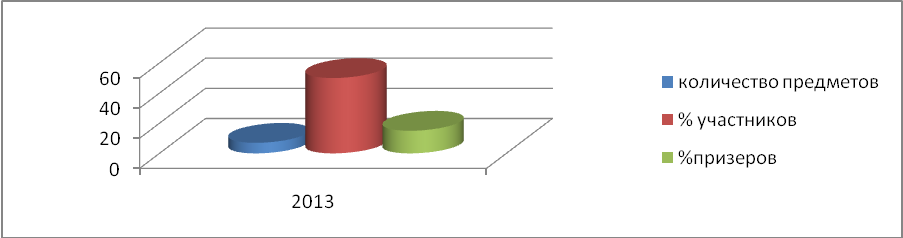 60
40
20
0
2013
количество предметов
% участников
%призеров